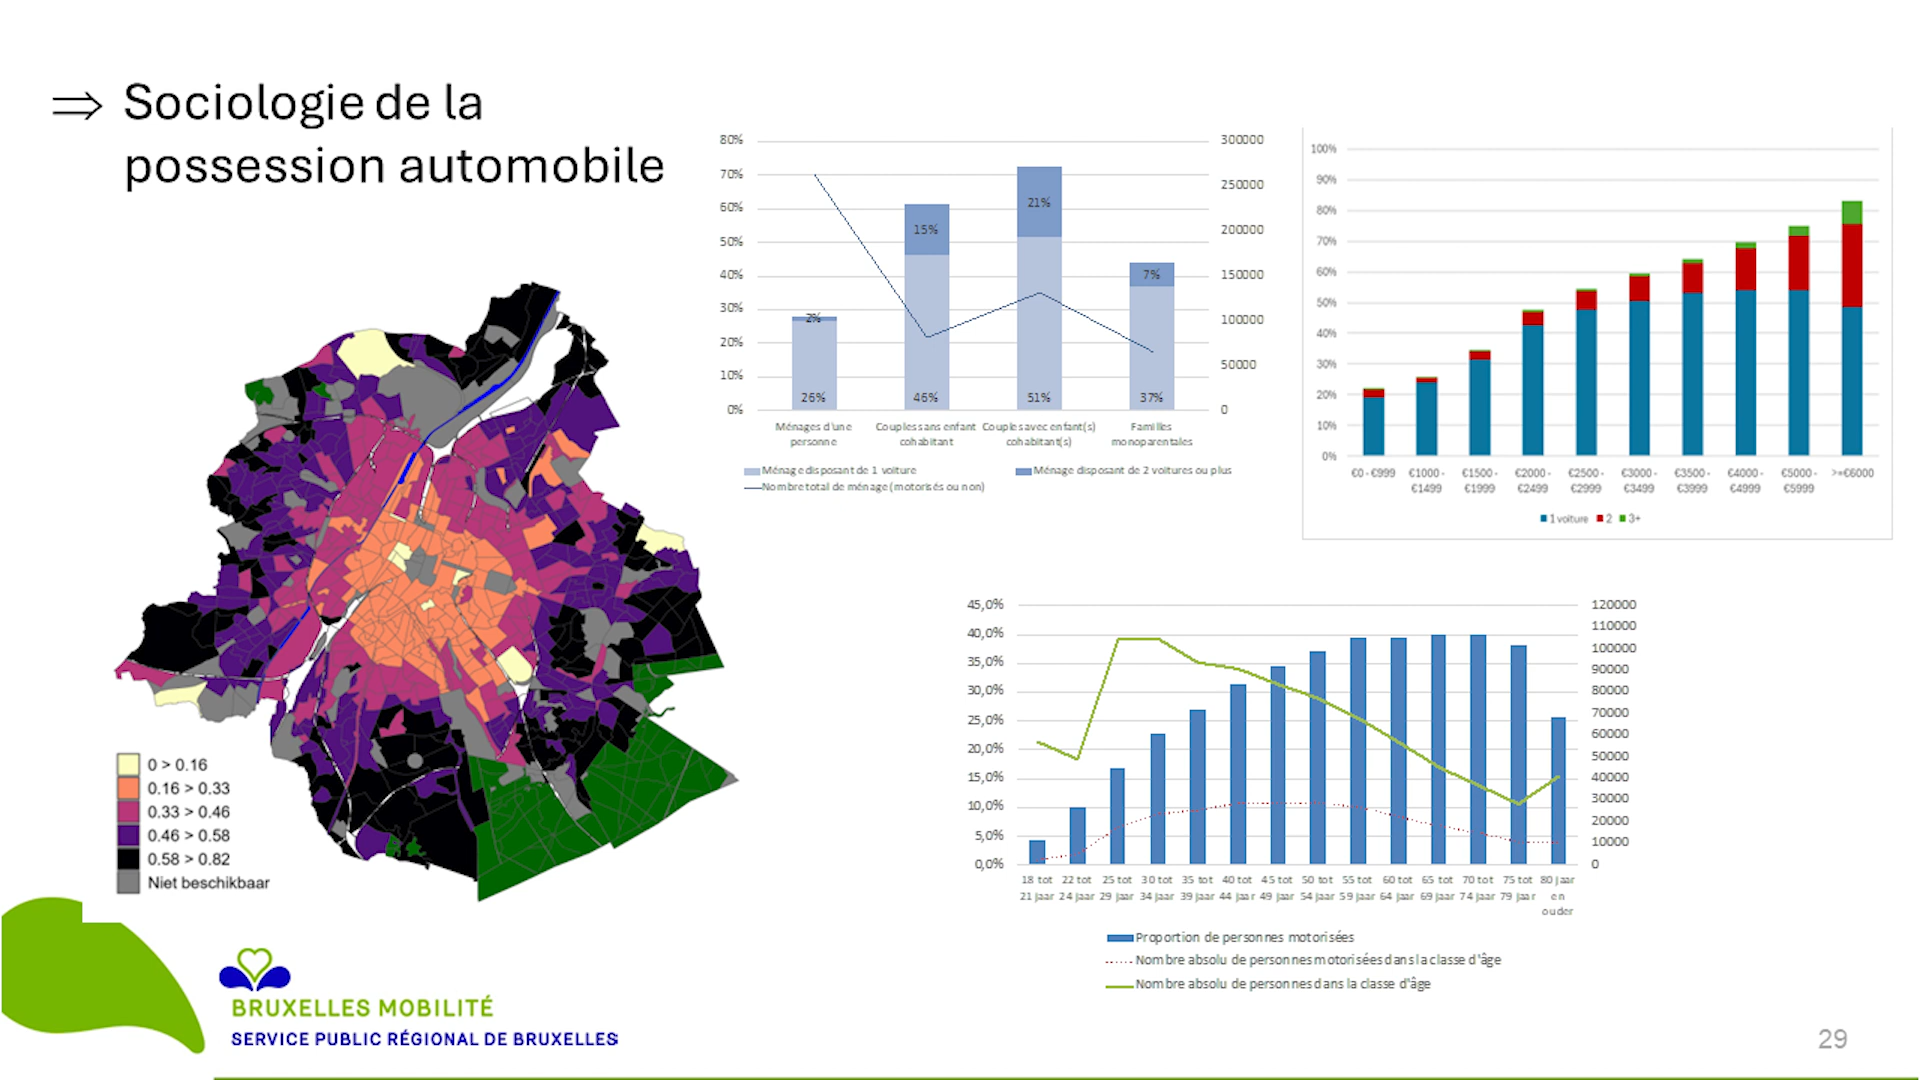 ⇒ Sociologie de la
possession automobile
80%
70%
60%
50%
40%
30%
20%
10%
0%
300000
250000
200000
150000
100000
50000
0
2%
15%
21%
7%
26%
46%
51%
37%
Ménages d'une
personne
Couples sans enfant
cohabitant
Couples avec enfant(s)
cohabitant(s)
Familles
monoparentales
Ménage disposant de 1 voiture
Ménage disposant de 2 voitures ou plus
Nombre total de ménage (motorisés ou non)
100%
90%
80%
70%
60%
50%
40%
30%
20%
10%
0%
€0 - €999
€1000 -
€1499
€1500 -
€1999
€2000 -
€2499
€2500 -
€2999
€3000 -
€3499
€3500 -
€3999
€4000 -
€4999
€5000 -
€5999
>=€6000
1 voiture 2 3+
0 > 0.16
0.16 > 0.33
0.33 > 0.46
0.46 > 0.58
0.58 > 0.82
Niet beschikbaar
45,0%
40,0%
35,0%
30,0%
25,0%
20,0%
15,0%
10,0%
5,0%
0,0%
120000
110000
100000
90000
80000
70000
60000
50000
40000
30000
20000
10000
0
18 tot
21 jaar
22 tot
24 jaar
25 tot
29 jaar
30 tot
34 jaar
35 tot
39 jaar
40 tot
44 jaar
45 tot
49 jaar
50 tot
54 jaar
55 tot
59 jaar
60 tot
64 jaar
65 tot
69 jaar
70 tot
74 jaar
75 tot
79 jaar
80 jaar
en
ouder
Proportion de personnes motorisées
Nombre absolu de personnes motorisées dans la classe d'âge
Nombre absolu de personnes dans la classe d'âge
BRUXELLES MOBILITÉ
SERVICE PUBLIC RÉGIONAL DE BRUXELLES
29